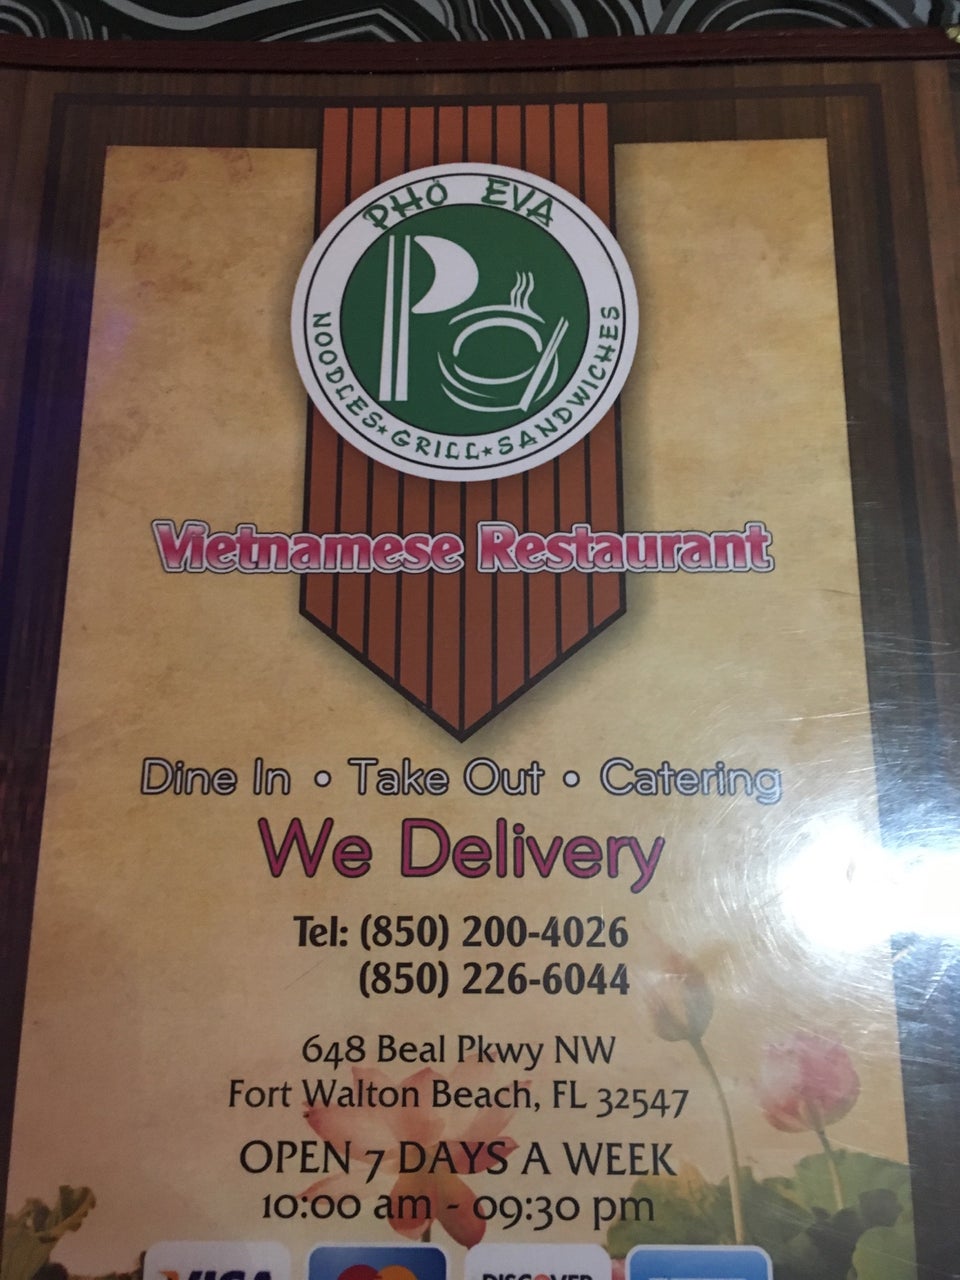 PHỞ EVA
NOODLES★GRILL★SANDWICHES
Vietnamese Restaurant
Dine In • Take Out • Catering
We Delivery
Tel: (850) 200-4026
(850) 226-6044
648 Beal Pkwy NW
Fort Walton Beach, FL 32547
OPEN 7 DAYS A WEEK
10:00 am - 09:30 pm
VISA DISCOVER